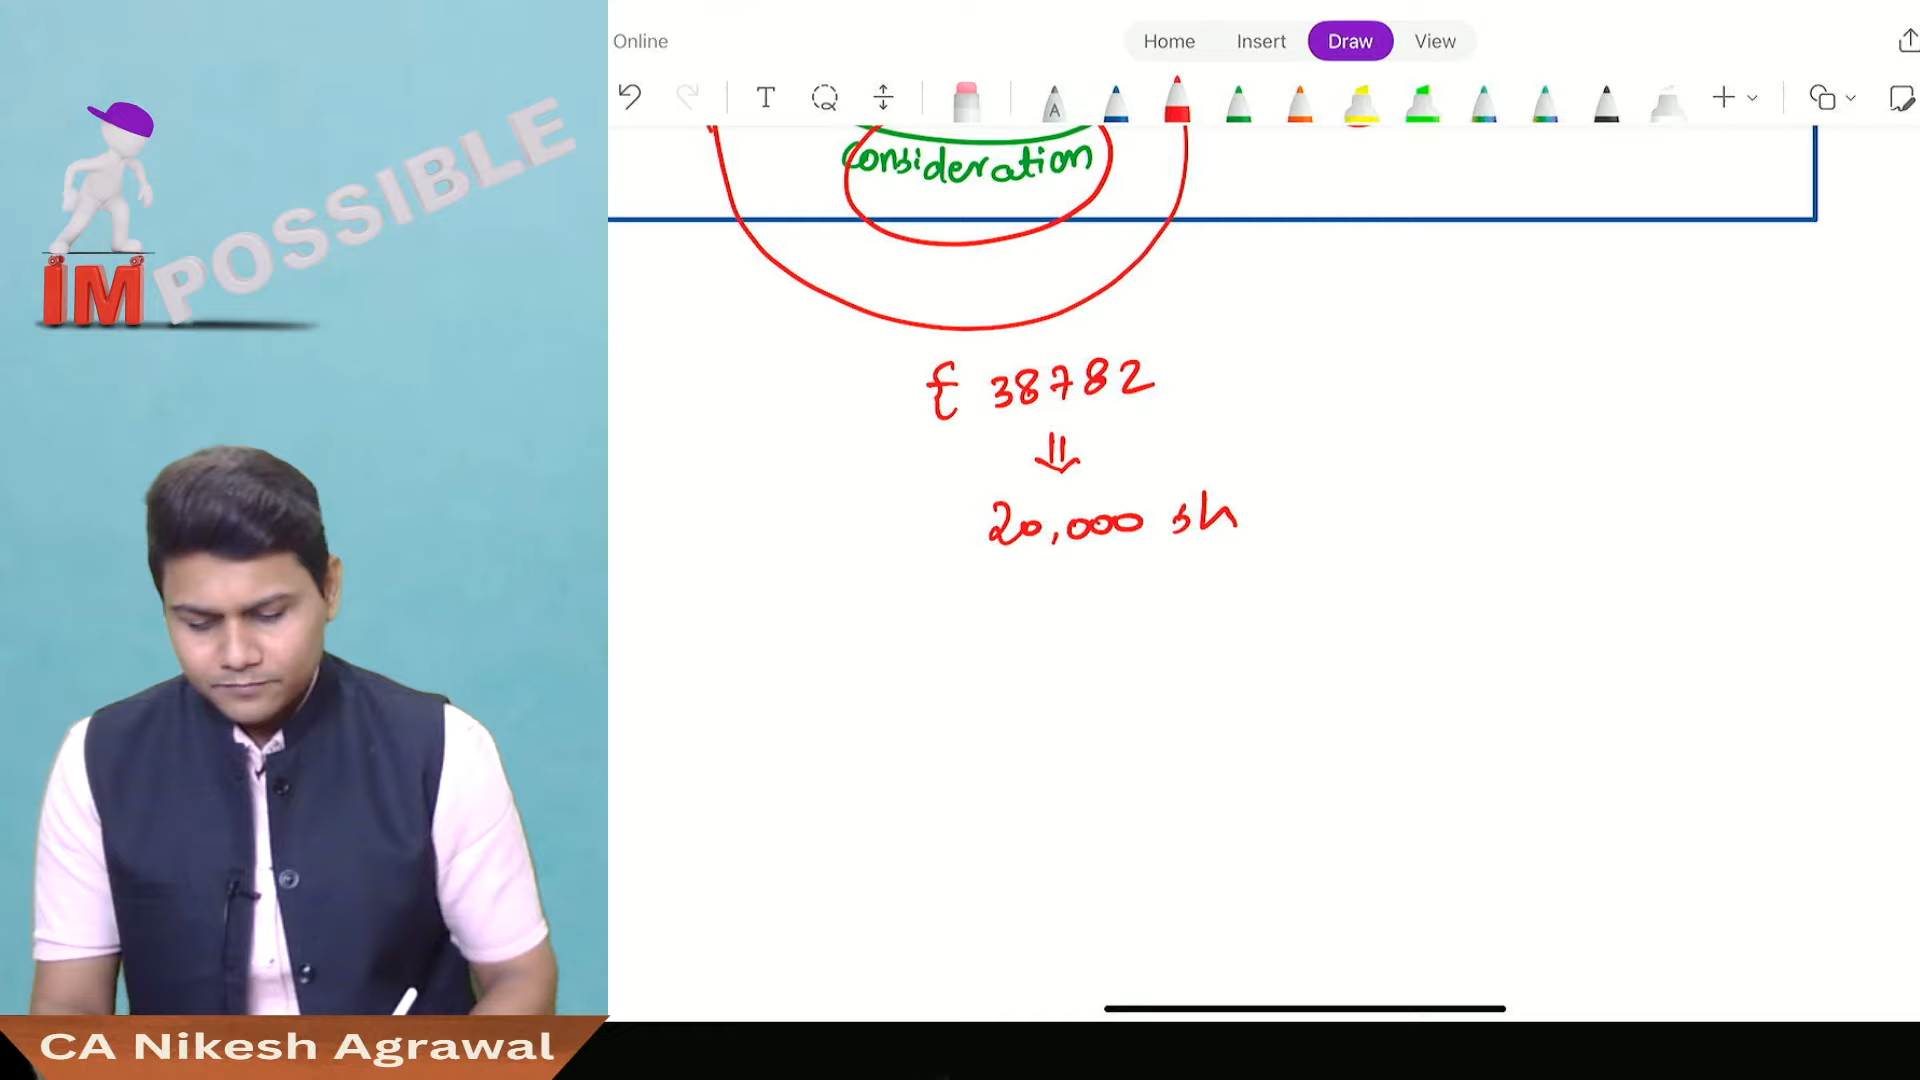 Online
Home Insert Draw View
T
A
IMPOSSIBLE
consideration
£ 38782
⇓
20,000 sh
CA Nikesh Agrawal